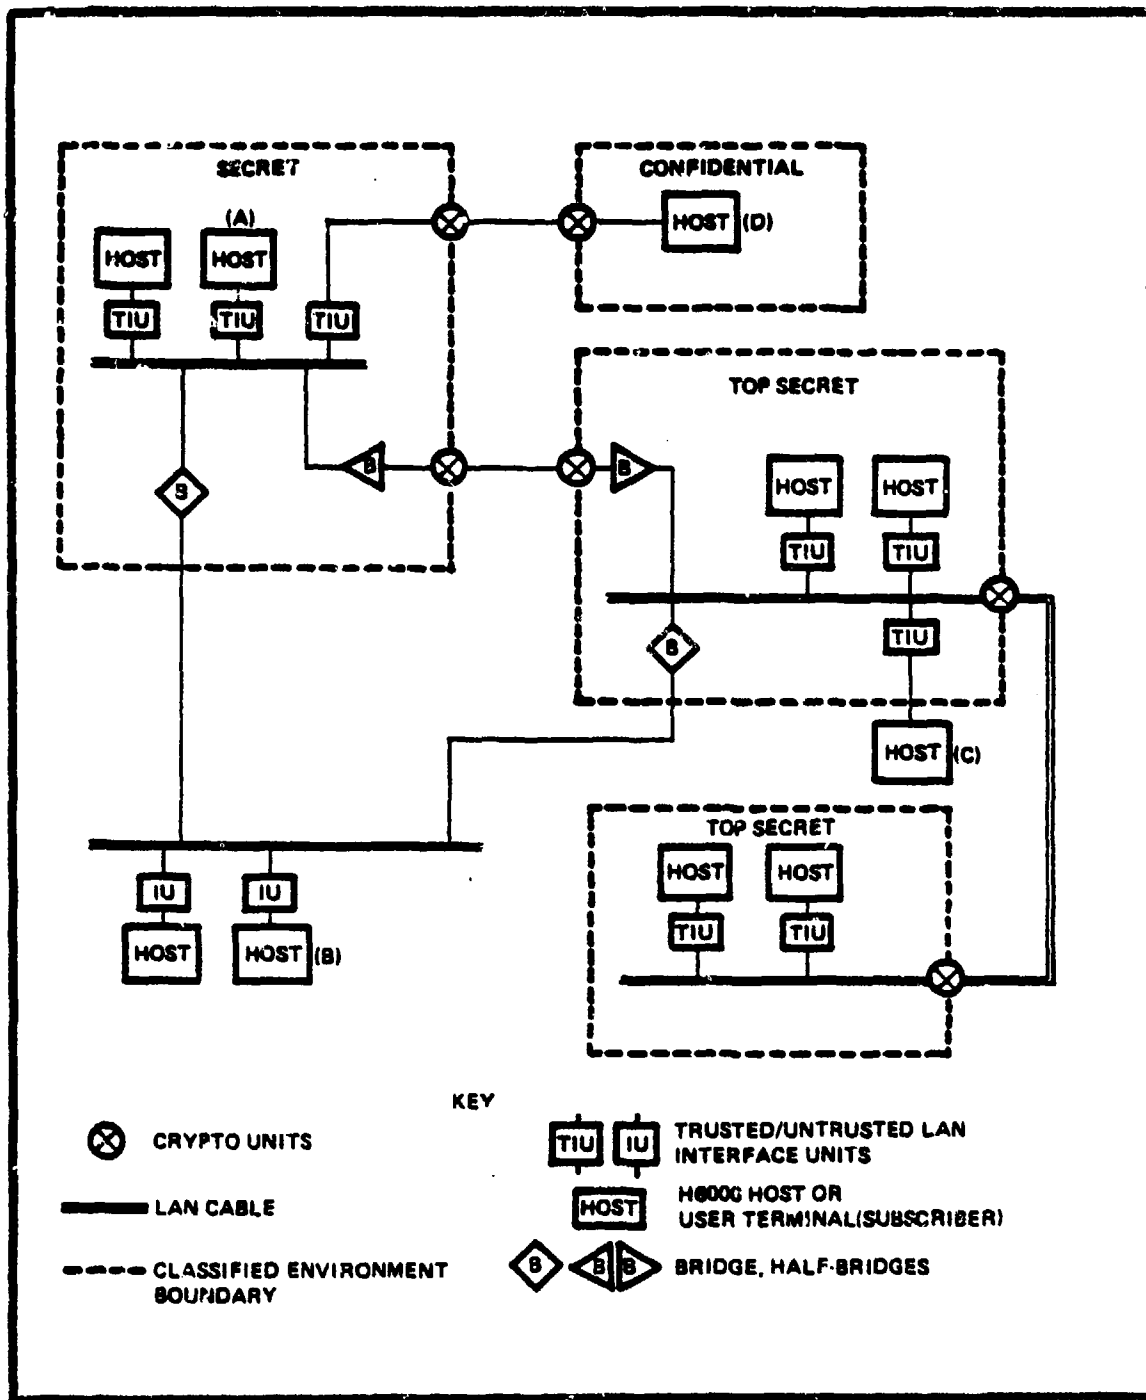 SECRET
CONFIDENTIAL
(A)
HOST (D)
HOST
HOST
TIU
TIU
TIU
TOP SECRET
B
B
B
HOST
HOST
TIU
TIU
TIU
B
HOST (C)
TOP SECRET
HOST
HOST
IU
IU
TIU
TIU
HOST
HOST (B)
KEY
CRYPTO UNITS
TIU
IU
TRUSTED/UNTRUSTED LAN
INTERFACE UNITS
LAN CABLE
HOST
HOST OR
USER TERMINAL(SUBSCRIBER)
CLASSIFIED ENVIRONMENT
BOUNDARY
B
B
B
BRIDGE, HALF-BRIDGES